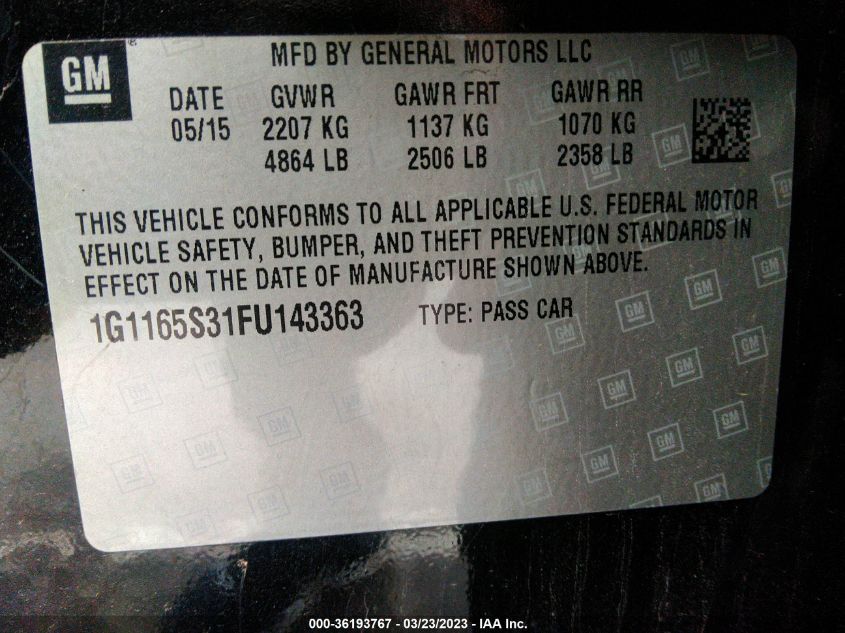 GM ®
MFD BY GENERAL MOTORS LLC
DATE GVWR GAWR FRT GAWR RR
05/15 2207 KG 1137 KG 1070 KG
4864 LB 2506 LB 2358 LB
THIS VEHICLE CONFORMS TO ALL APPLICABLE U.S. FEDERAL MOTOR
VEHICLE SAFETY, BUMPER, AND THEFT PREVENTION STANDARDS IN
EFFECT ON THE DATE OF MANUFACTURE SHOWN ABOVE.
1G1165S31FU143363 TYPE: PASS CAR
000-36193767 - 03/23/2023 - IAA Inc.